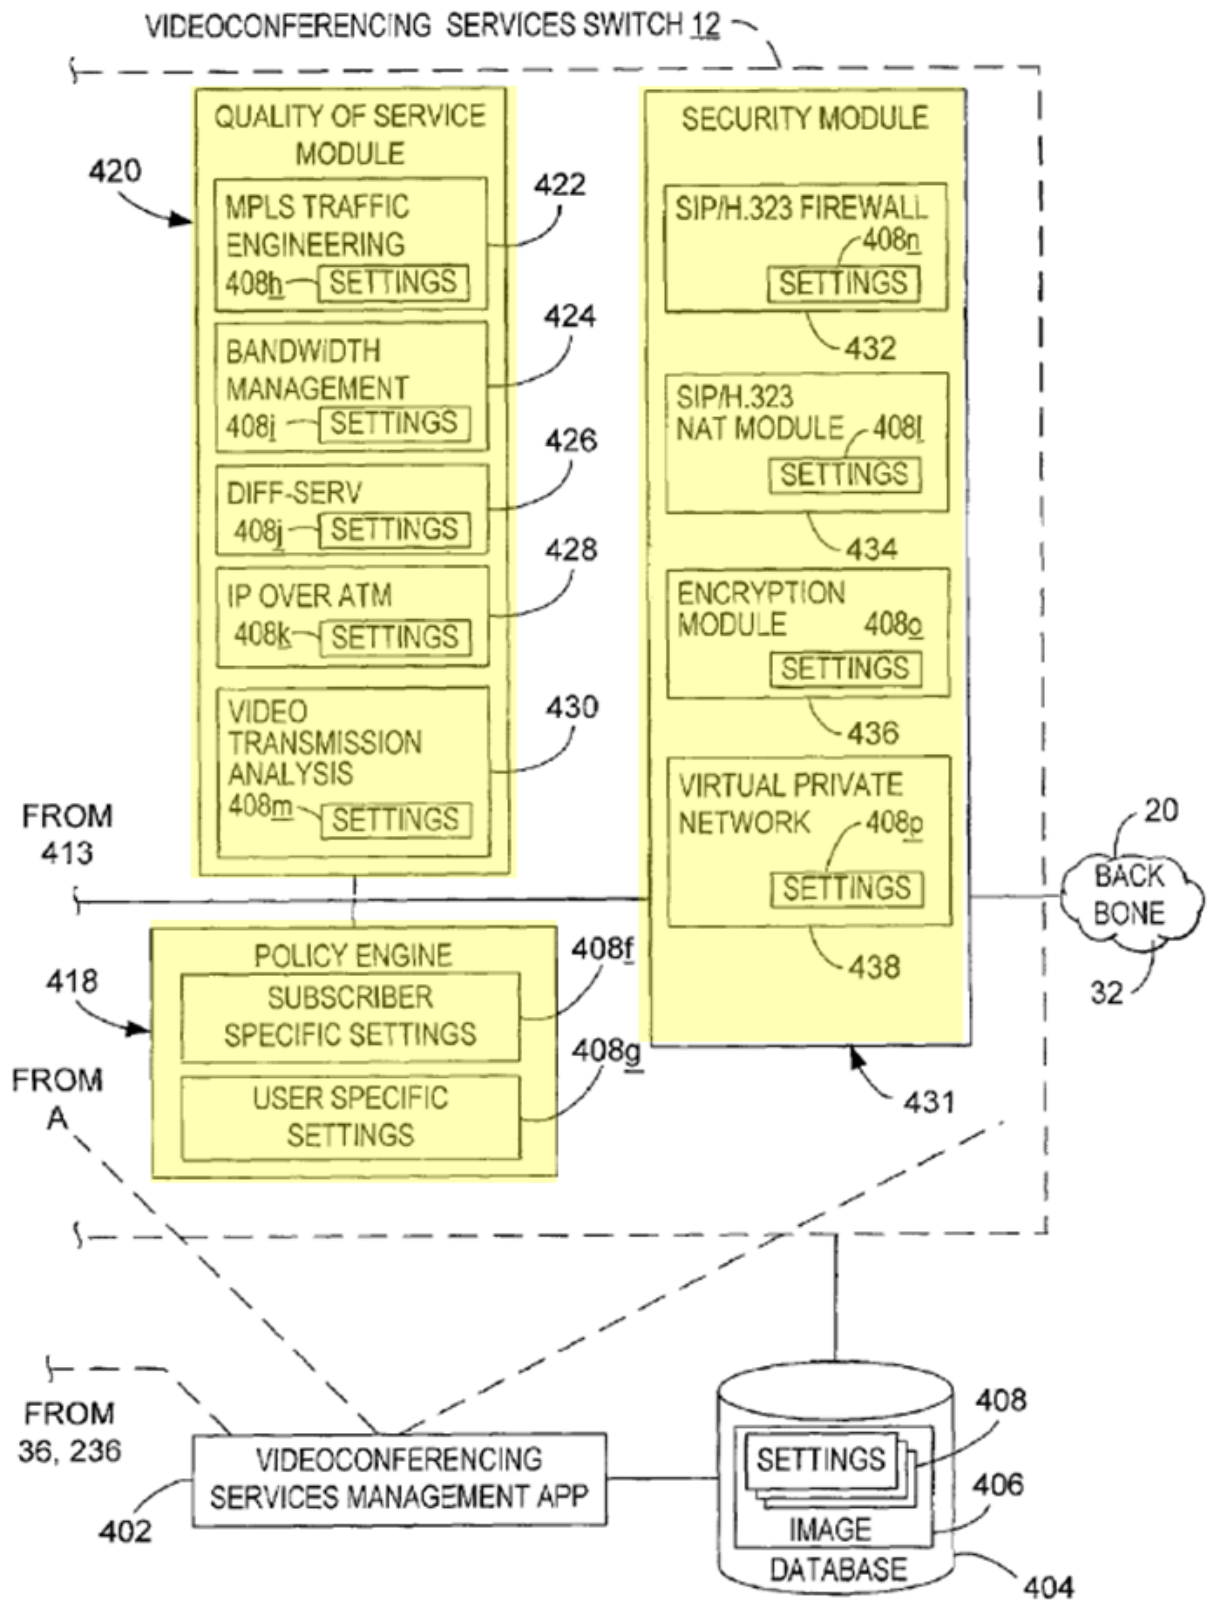 VIDEOCONFERENCING SERVICES SWITCH 12
QUALITY OF SERVICE
MODULE
420
MPLS TRAFFIC
ENGINEERING
408h
SETTINGS
422
BANDWIDTH
MANAGEMENT
408i
SETTINGS
424
DIFF-SERV
408j
SETTINGS
426
IP OVER ATM
408k
SETTINGS
428
VIDEO
TRANSMISSION
ANALYSIS
408m
SETTINGS
430
SECURITY MODULE
SIP/H.323 FIREWALL
408n
SETTINGS
432
SIP/H.323
NAT MODULE
408l
SETTINGS
434
ENCRYPTION
MODULE
408o
SETTINGS
436
VIRTUAL PRIVATE
NETWORK
408p
SETTINGS
438
431
FROM
413
20
BACK
BONE
32
POLICY ENGINE
418
SUBSCRIBER
SPECIFIC SETTINGS
408f
USER SPECIFIC
SETTINGS
408g
FROM
A
FROM
36, 236
VIDEOCONFERENCING
SERVICES MANAGEMENT APP
402
SETTINGS
408
IMAGE
406
DATABASE
404